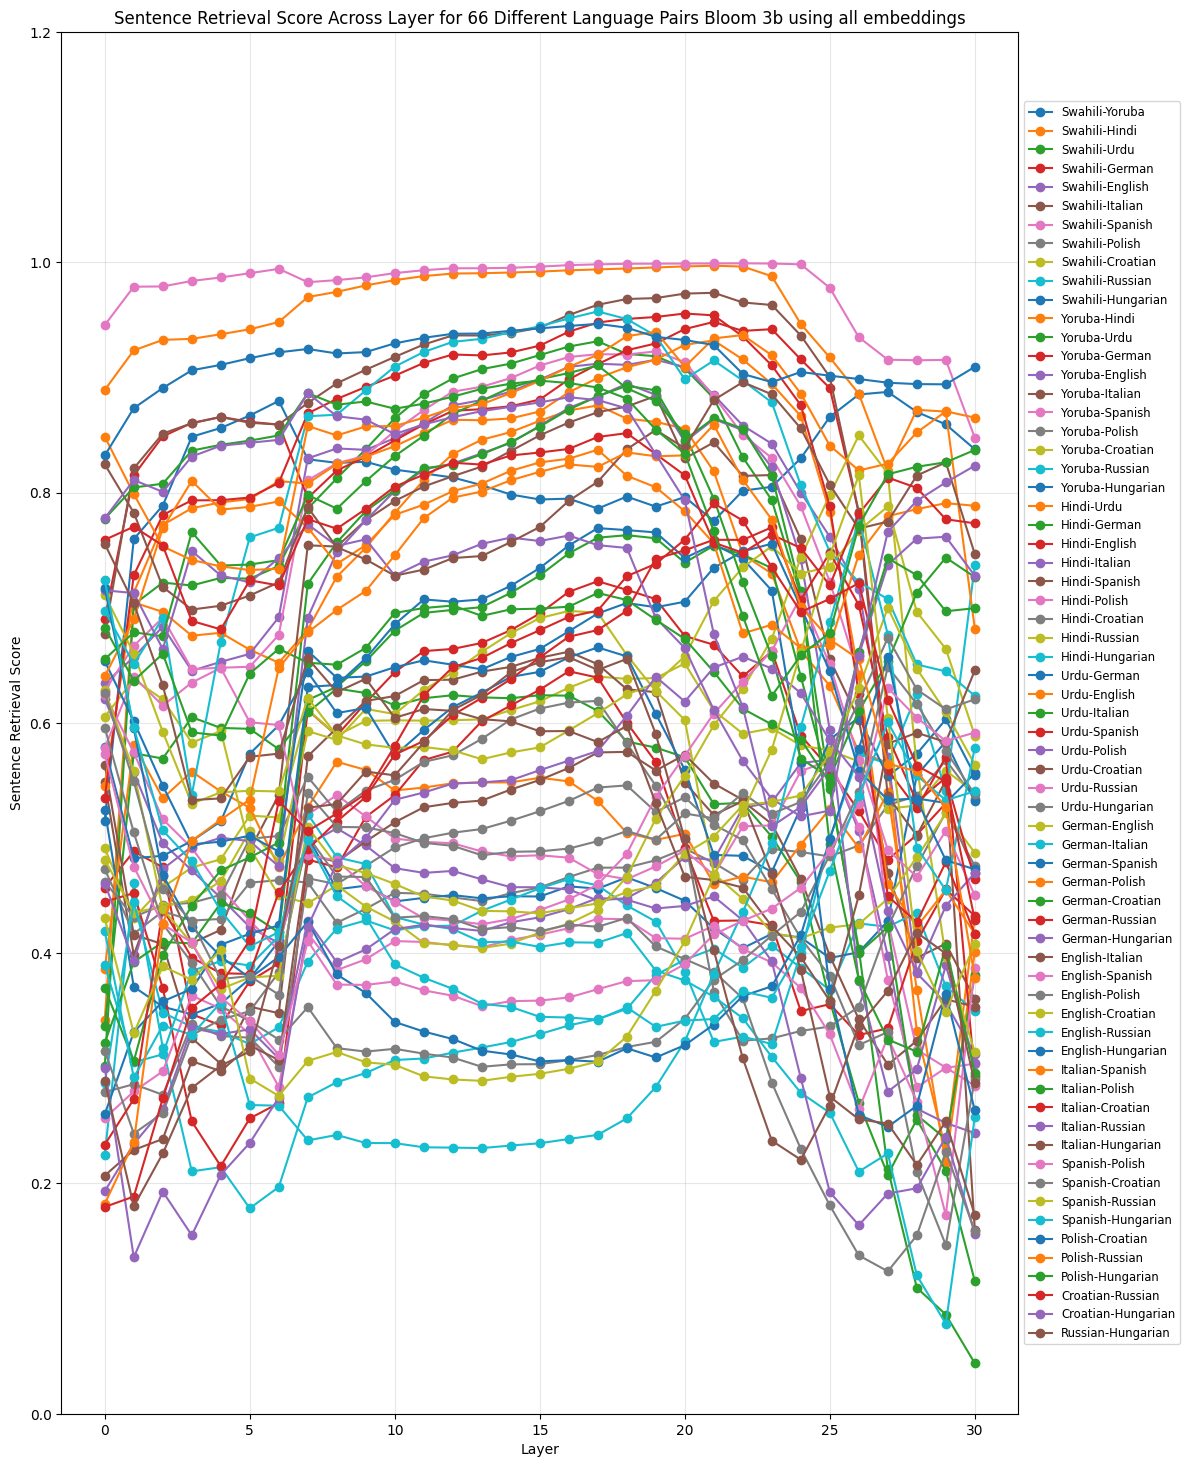 Sentence Retrieval Score Across Layer for 66 Different Language Pairs Bloom 3b using all embeddings
1.2
1.0
0.8
0.6
0.4
0.2
0.0
Sentence Retrieval Score
0 5 10 15 20 25 30
Layer
Swahili-Yoruba
Swahili-Hindi
Swahili-Urdu
Swahili-German
Swahili-English
Swahili-Italian
Swahili-Spanish
Swahili-Polish
Swahili-Croatian
Swahili-Russian
Swahili-Hungarian
Yoruba-Hindi
Yoruba-Urdu
Yoruba-German
Yoruba-English
Yoruba-Italian
Yoruba-Spanish
Yoruba-Polish
Yoruba-Croatian
Yoruba-Russian
Yoruba-Hungarian
Hindi-Urdu
Hindi-German
Hindi-English
Hindi-Italian
Hindi-Spanish
Hindi-Polish
Hindi-Croatian
Hindi-Russian
Hindi-Hungarian
Urdu-German
Urdu-English
Urdu-Italian
Urdu-Spanish
Urdu-Polish
Urdu-Croatian
Urdu-Russian
Urdu-Hungarian
German-English
German-Italian
German-Spanish
German-Polish
German-Croatian
German-Russian
German-Hungarian
English-Italian
English-Spanish
English-Polish
English-Croatian
English-Russian
English-Hungarian
Italian-Spanish
Italian-Polish
Italian-Croatian
Italian-Russian
Italian-Hungarian
Spanish-Polish
Spanish-Croatian
Spanish-Russian
Spanish-Hungarian
Polish-Croatian
Polish-Russian
Polish-Hungarian
Croatian-Russian
Croatian-Hungarian
Russian-Hungarian